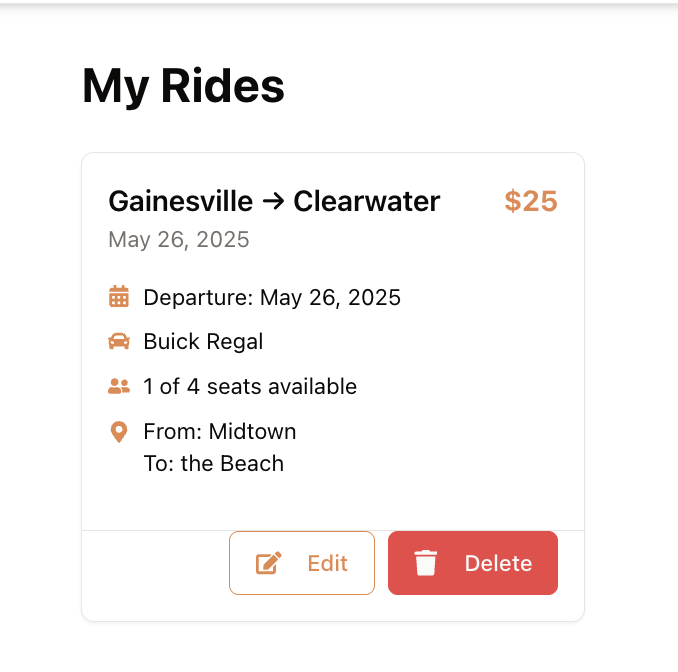 My Rides
Gainesville → Clearwater
$25
May 26, 2025
Departure: May 26, 2025
Buick Regal
1 of 4 seats available
From: Midtown
To: the Beach
Edit
Delete